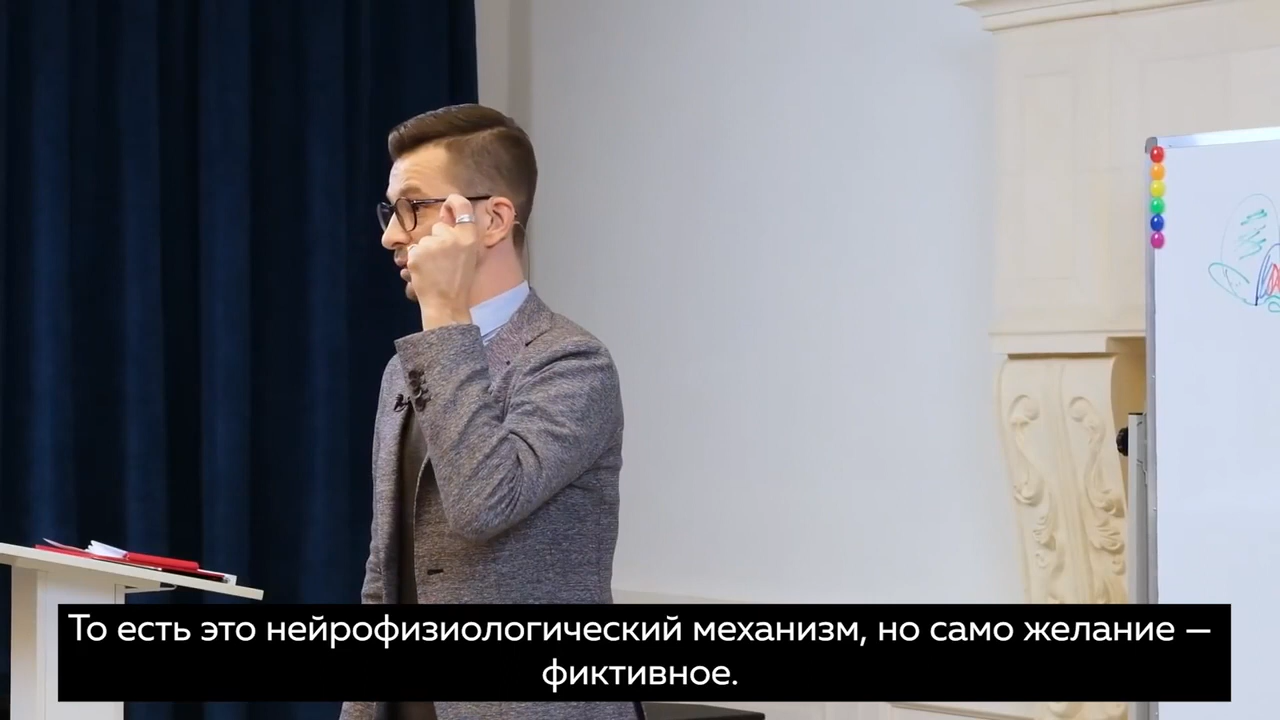 То есть это нейрофизиологический механизм, но само желание —
фиктивное.